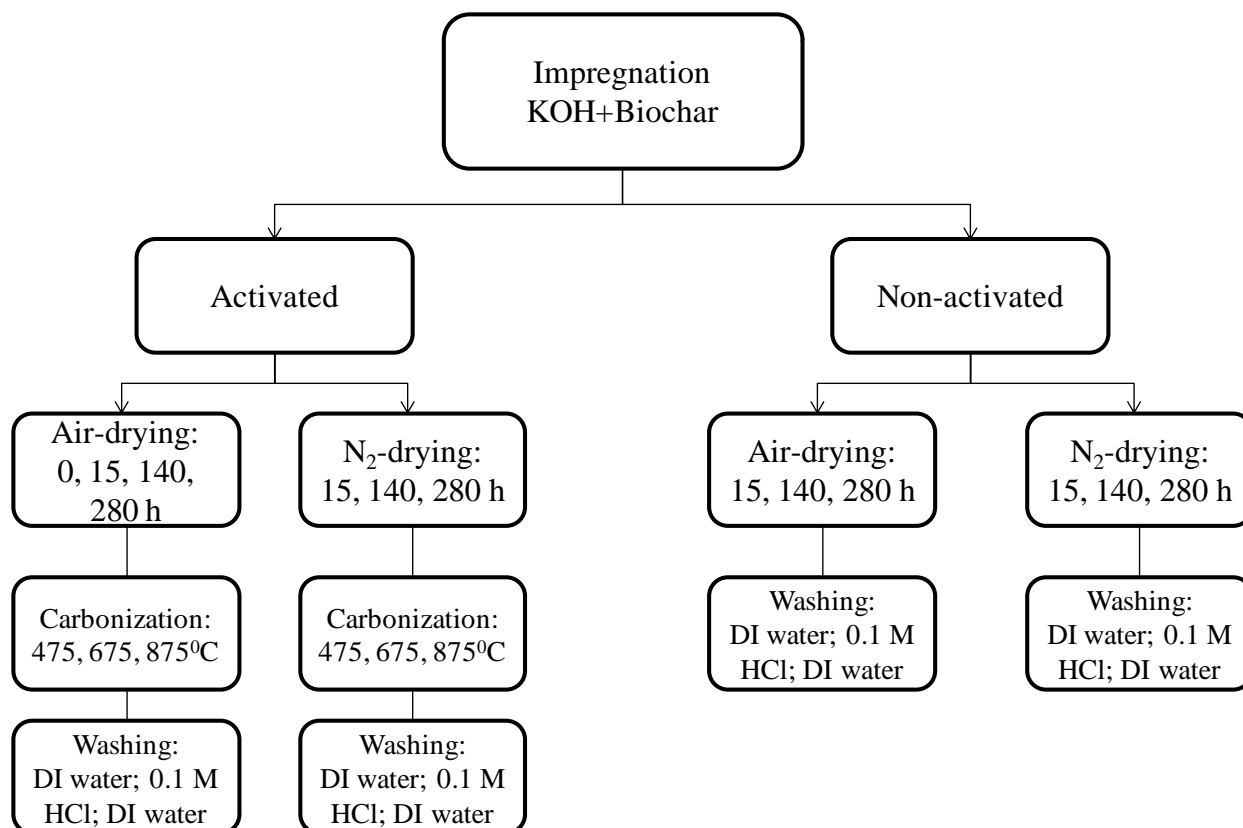 Impregnation
KOH+Biochar
Activated
Non-activated
Air-drying:
0, 15, 140,
280 h
N₂-drying:
15, 140, 280 h
Air-drying:
15, 140, 280 h
N₂-drying:
15, 140, 280 h
Carbonization:
475, 675, 875⁰C
Carbonization:
475, 675, 875⁰C
Washing:
DI water; 0.1 M
HCl; DI water
Washing:
DI water; 0.1 M
HCl; DI water
Washing:
DI water; 0.1 M
HCl; DI water
Washing:
DI water; 0.1 M
HCl; DI water